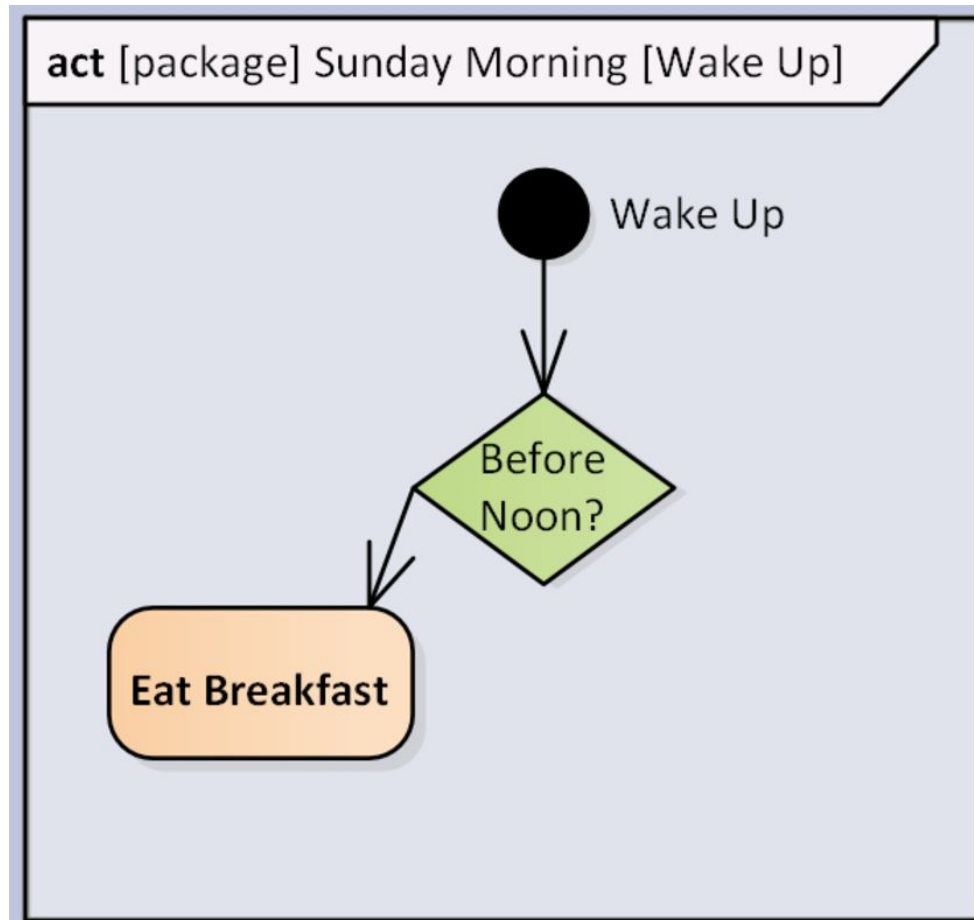 act [package] Sunday Morning [Wake Up]
Wake Up
Before
Noon?
Eat Breakfast